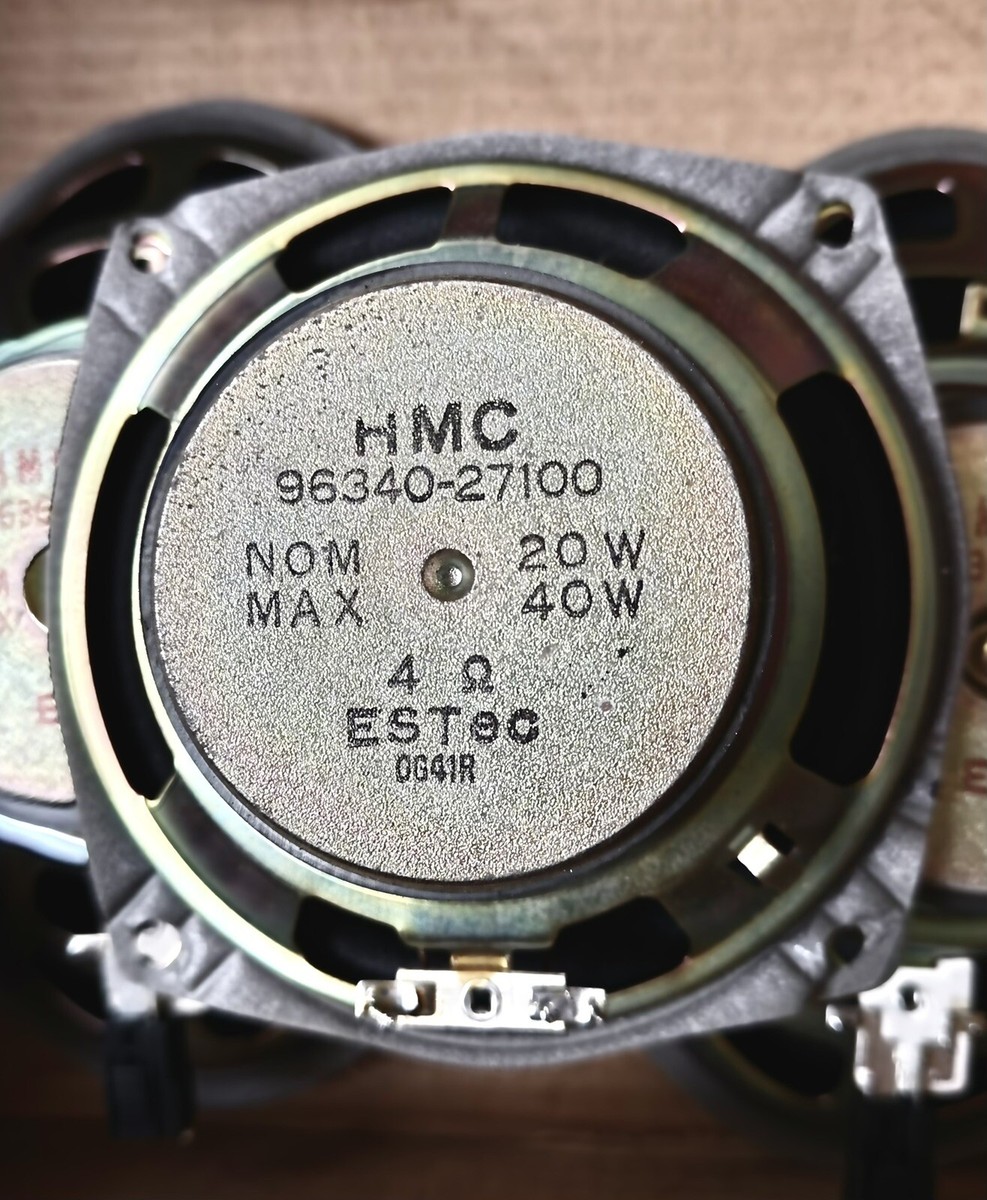 HMC
96340-27100
NOM 20W
MAX 40W
4 Ω
ESTeC
0G41R